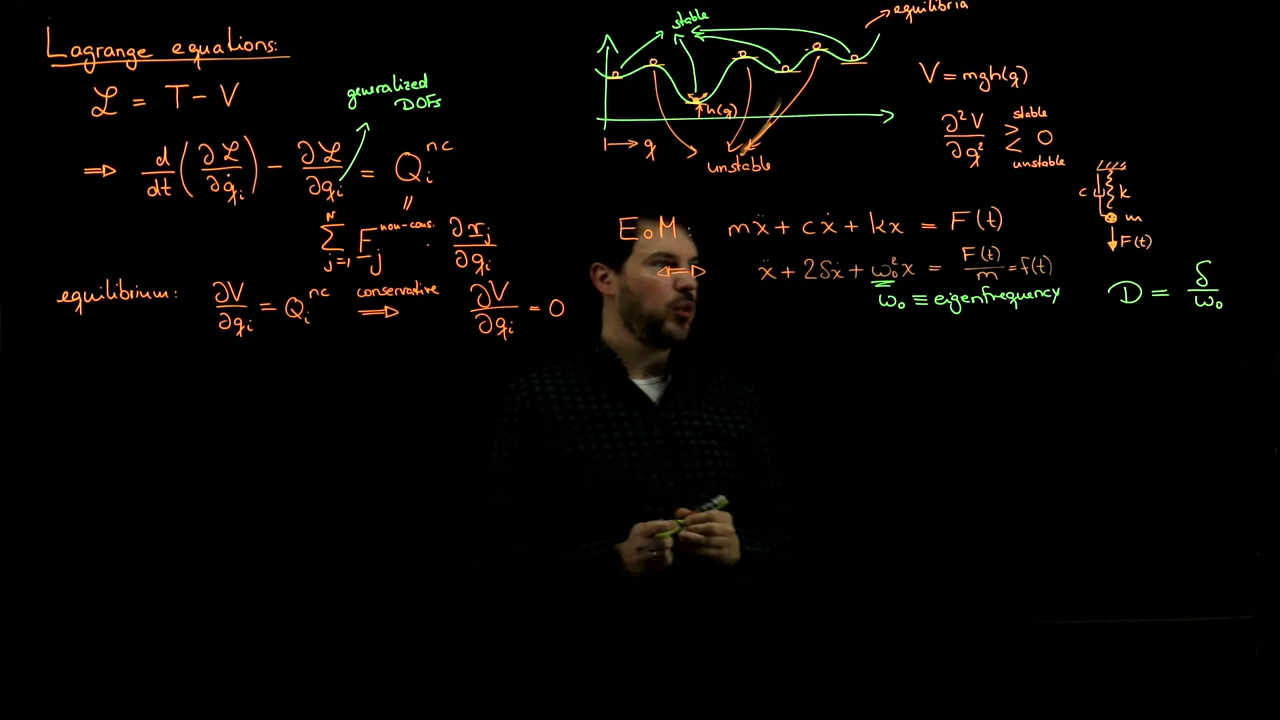 Lagrange equations:
ℒ = T - V
generalized DOFs
⇒ d/dt (∂ℒ/∂q̇ᵢ) - ∂ℒ/∂qᵢ = Qᵢⁿᶜ
=
∑ⱼ₌₁ᴺ Fⱼ^non-cons. · ∂rⱼ/∂qᵢ
equilibrium: ∂V/∂qᵢ = Qᵢⁿᶜ conservative ⇒ ∂V/∂qᵢ = 0
stable
equilibria
h(q)
q
unstable
V = mgh(q)
∂²V/∂q² > < 0
stable
unstable
c k
m
F(t)
EoM: mẍ + cẋ + kx = F(t)
⇔ ẍ + 2δẋ + ω₀²x = F(t)/m = f(t)
ω₀ ≡ eigenfrequency
D = δ/ω₀